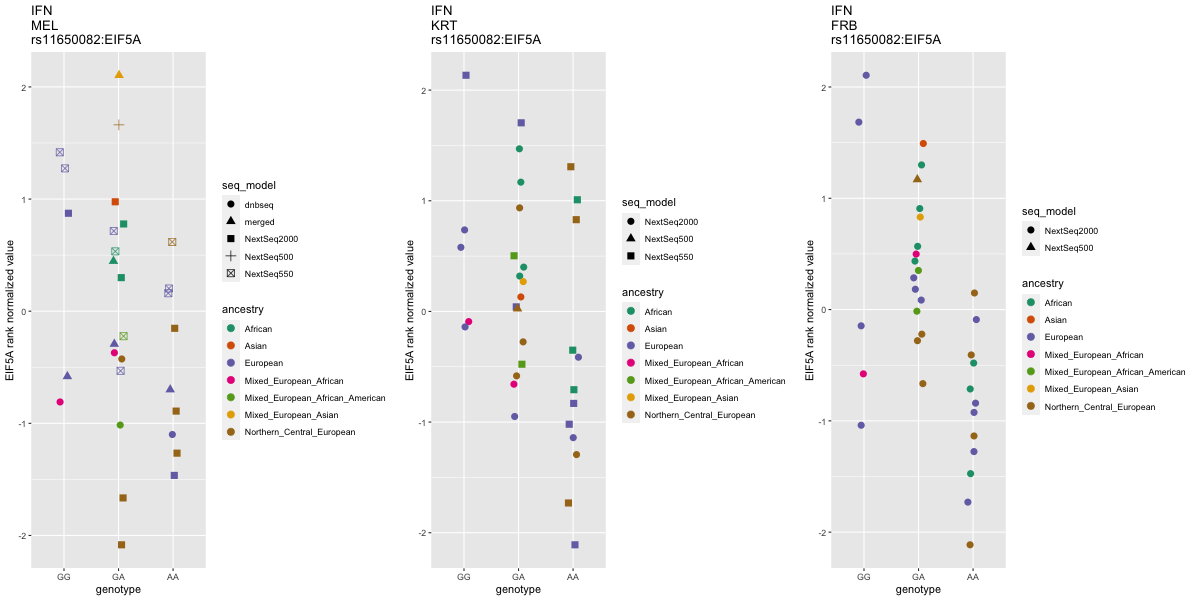 IFN
MEL
rs11650082:EIF5A
EIF5A rank normalized value
2
1
0
-1
-2
GG
GA
AA
genotype
seq_model
dnbseq
merged
NextSeq2000
NextSeq500
NextSeq550
ancestry
African
Asian
European
Mixed_European_African
Mixed_European_African_American
Mixed_European_Asian
Northern_Central_European
IFN
KRT
rs11650082:EIF5A
EIF5A rank normalized value
2
1
0
-1
-2
GG
GA
AA
genotype
seq_model
NextSeq2000
NextSeq500
NextSeq550
ancestry
African
Asian
European
Mixed_European_African
Mixed_European_African_American
Mixed_European_Asian
Northern_Central_European
IFN
FRB
rs11650082:EIF5A
EIF5A rank normalized value
2
1
0
-1
-2
GG
GA
AA
genotype
seq_model
NextSeq2000
NextSeq500
ancestry
African
Asian
European
Mixed_European_African
Mixed_European_African_American
Mixed_European_Asian
Northern_Central_European